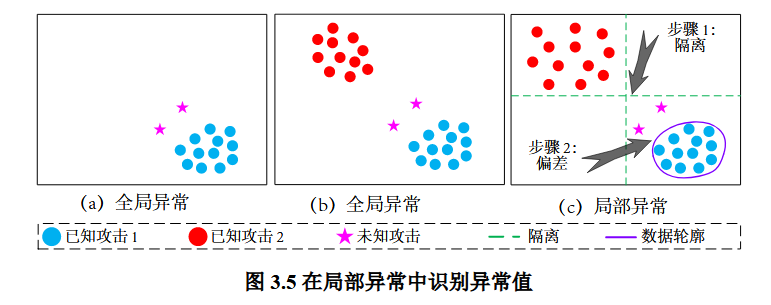 步骤1:
隔离
步骤2:
偏差
(a) 全局异常
(b) 全局异常
(c) 局部异常
已知攻击1
已知攻击2
未知攻击
隔离
数据轮廓
图 3.5 在局部异常中识别异常值